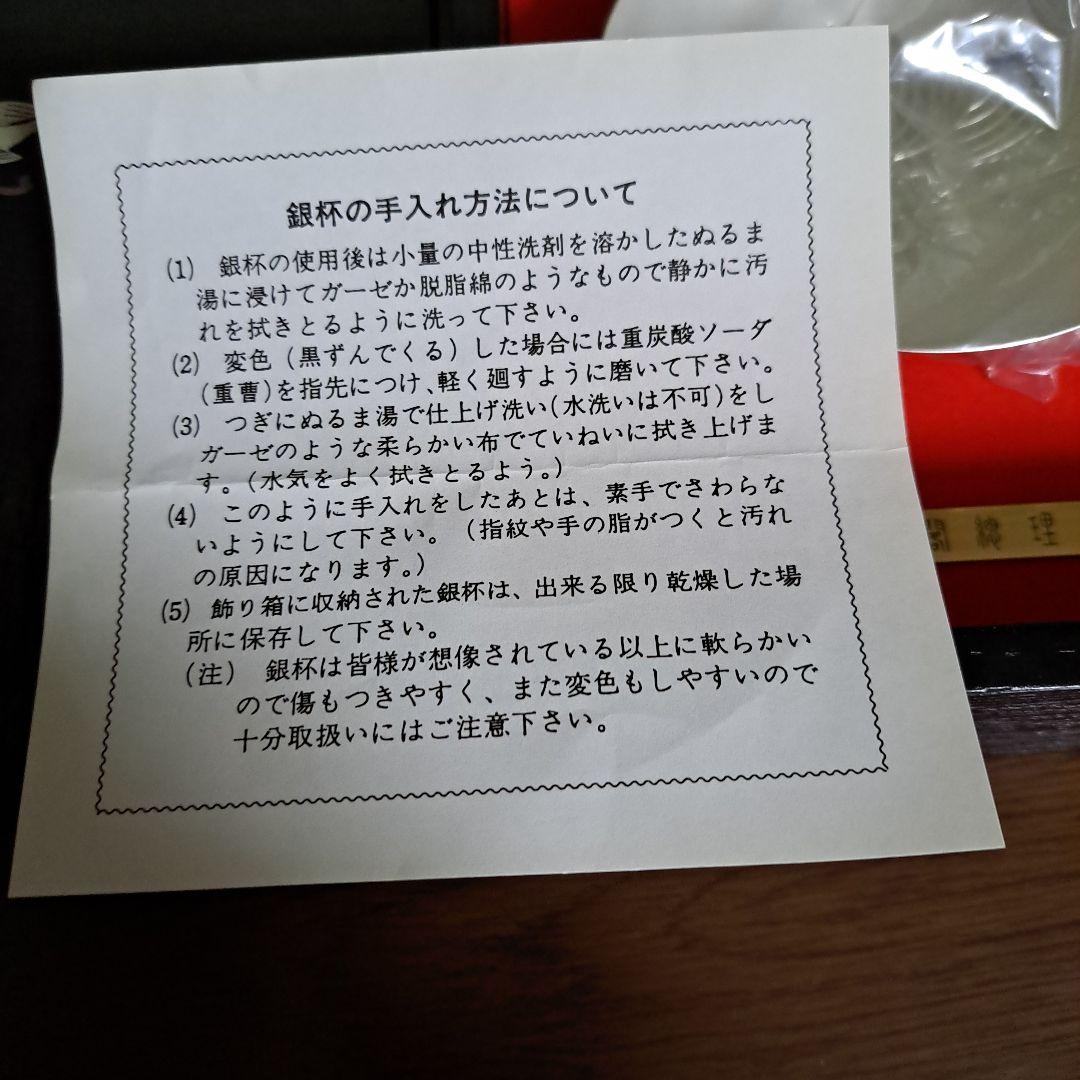 銀杯の手入れ方法について
(1) 銀杯の使用後は小量の中性洗剤を溶かしたぬるま
湯に浸けてガーゼか脱脂綿のようなもので静かに汚
れを拭きとるように洗って下さい。
(2) 変色(黒ずんでくる)した場合には重炭酸ソーダ
(重曹)を指先につけ、軽く廻すように磨いて下さい。
(3) つぎにぬるま湯で仕上げ洗い(水洗いは不可)をし
ガーゼのような柔らかい布でていねいに拭き上げま
す。(水気をよく拭きとるよう。)
(4) このように手入れをしたあとは、素手でさわらな
いようにして下さい。(指紋や手の脂がつくと汚れ
の原因になります。)
(5) 飾り箱に収納された銀杯は、出来る限り乾燥した場
所に保存して下さい。
(注) 銀杯は皆様が想像されている以上に軟らかい
ので傷もつきやすく、また変色もしやすいので
十分取扱いにはご注意下さい。
閣總理